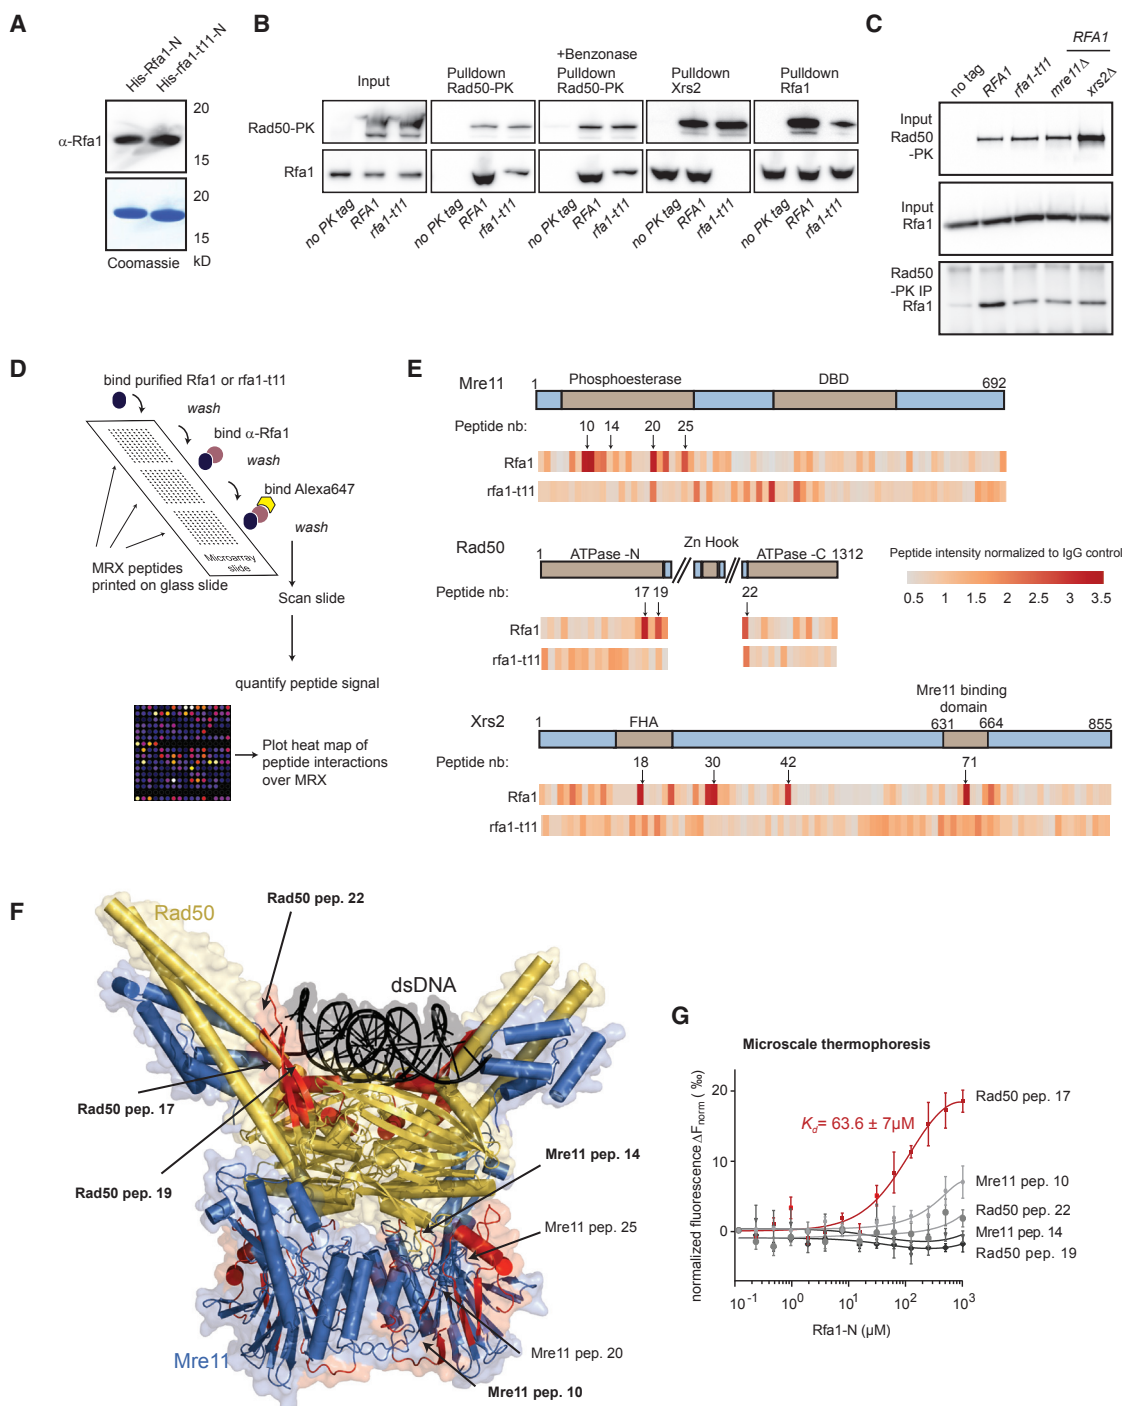 A
His-Rfa1-N
His-rfa1-t11-N
α-Rfa1
20
15
20
15
Coomassie
kD
B
Input
Pulldown
Rad50-PK
+Benzonase
Pulldown
Rad50-PK
Pulldown
Xrs2
Pulldown
Rfa1
Rad50-PK
Rfa1
no PK tag
RFA1
rfa1-t11
no PK tag
RFA1
rfa1-t11
no PK tag
RFA1
rfa1-t11
no PK tag
RFA1
rfa1-t11
no PK tag
RFA1
rfa1-t11
C
RFA1
no tag
RFA1
rfa1-t11
mre11Δ
xrs2Δ
Input
Rad50
-PK
Input
Rfa1
Rad50
-PK IP
Rfa1
D
bind purified Rfa1 or rfa1-t11
wash
bind α-Rfa1
wash
bind Alexa647
wash
Microarray
slide
MRX peptides
printed on glass slide
Scan slide
quantify peptide signal
Plot heat map of
peptide interactions
over MRX
E
Mre11
1
Phosphoesterase
DBD
692
Peptide nb:
10
14
20
25
Rfa1
rfa1-t11
Rad50
1
ATPase -N
Zn Hook
ATPase -C
1312
Peptide nb:
17
19
22
Rfa1
rfa1-t11
Peptide intensity normalized to IgG control
0.5 1 1.5 2 2.5 3 3.5
Xrs2
1
FHA
Mre11 binding
domain
631
664
855
Peptide nb:
18
30
42
71
Rfa1
rfa1-t11
F
Rad50
Rad50 pep. 22
dsDNA
Rad50 pep. 17
Rad50 pep. 19
Mre11 pep. 14
Mre11 pep. 25
Mre11 pep. 20
Mre11 pep. 10
Mre11
G
Microscale thermophoresis
normalized fluorescence ΔFnorm ( ‰)
20
10
0
Kd= 63.6 ± 7µM
Rad50 pep. 17
Mre11 pep. 10
Rad50 pep. 22
Mre11 pep. 14
Rad50 pep. 19
10⁻¹ 10⁰ 10¹ 10² 10³
Rfa1-N (µM)